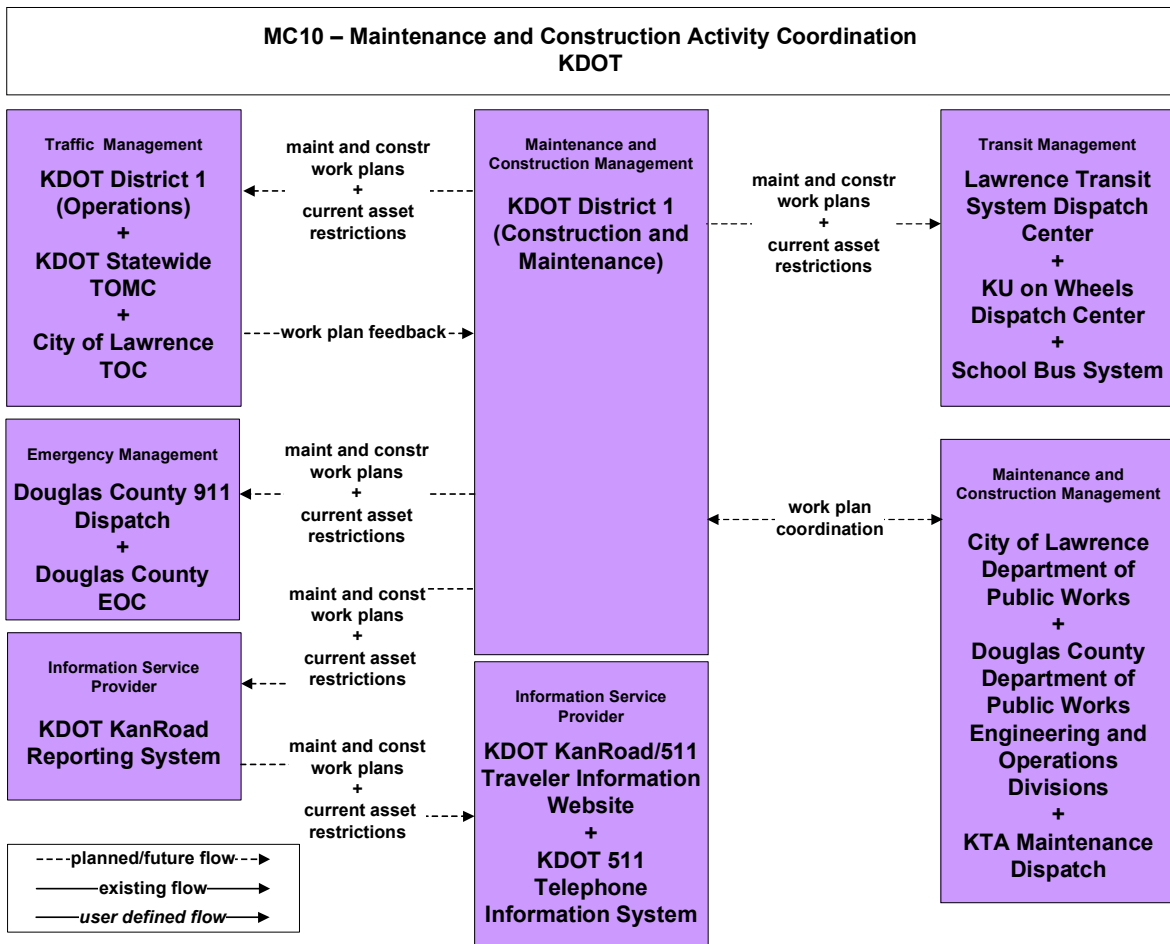 MC10 – Maintenance and Construction Activity Coordination
KDOT
Traffic Management
KDOT District 1
(Operations)
+
KDOT Statewide
TOMC
+
City of Lawrence
TOC
maint and constr
work plans
+
current asset
restrictions
work plan feedback
Maintenance and
Construction Management
KDOT District 1
(Construction and
Maintenance)
maint and constr
work plans
+
current asset
restrictions
Transit Management
Lawrence Transit
System Dispatch
Center
+
KU on Wheels
Dispatch Center
+
School Bus System
Emergency Management
Douglas County 911
Dispatch
+
Douglas County
EOC
maint and constr
work plans
+
current asset
restrictions
work plan
coordination
Maintenance and
Construction Management
City of Lawrence
Department of
Public Works
+
Douglas County
Department of
Public Works
Engineering and
Operations
Divisions
+
KTA Maintenance
Dispatch
maint and const
work plans
+
current asset
restrictions
Information Service
Provider
KDOT KanRoad
Reporting System
maint and const
work plans
+
current asset
restrictions
Information Service
Provider
KDOT KanRoad/511
Traveler Information
Website
+
KDOT 511
Telephone
Information System
planned/future flow
existing flow
user defined flow